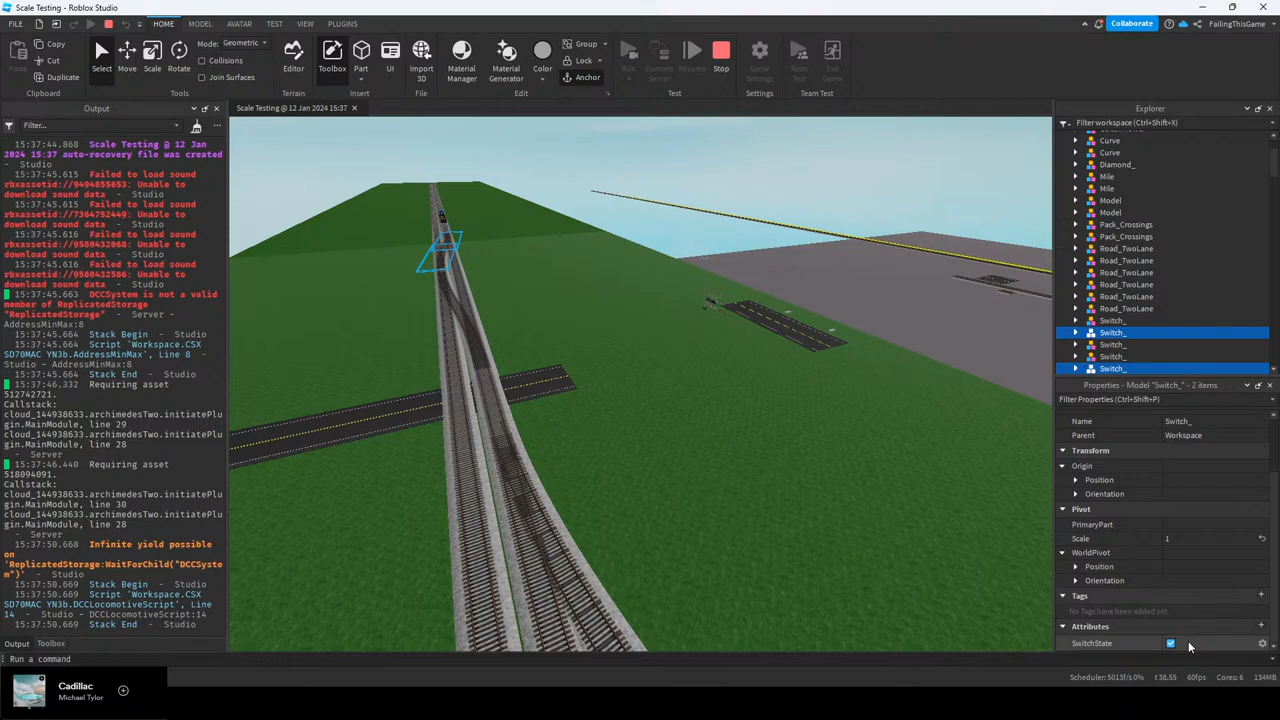 Scale Testing - Roblox Studio
FILE
HOME MODEL AVATAR TEST VIEW PLUGINS
Collaborate
FailingThisGame
Paste
Copy
Cut
Duplicate
Clipboard
Select
Move
Scale
Rotate
Mode: Geometric
Collisions
Join Surfaces
Tools
Editor
Terrain
Toolbox
Part
UI
Insert
Import
3D
File
Material
Manager
Material
Generator
Color
Group
Lock
Anchor
Edit
Run
Current:
Server
Resume
Stop
Test
Game
Settings
Settings
Team
Test
Exit
Game
Team Test
Output
Filter...
15:37:44.868 Scale Testing @ 12 Jan
2024 15:37 auto-recovery file was created
- Studio
15:37:45.615 Failed to load sound
rbxassetid://9494855653: Unable to
download sound data - Studio
15:37:45.616 Failed to load sound
rbxassetid://7364752449: Unable to
download sound data - Studio
15:37:45.616 Failed to load sound
rbxassetid://9580432068: Unable to
download sound data - Studio
15:37:45.616 Failed to load sound
rbxassetid://9580432586: Unable to
download sound data - Studio
15:37:45.663 DCCSystem is not a valid
member of ReplicatedStorage
"ReplicatedStorage" - Server -
AddressMinMax:8
15:37:45.664 Stack Begin - Studio
15:37:45.664 Script 'Workspace.CSX
SD70MAC YN3b.AddressMinMax', Line 8 -
Studio - AddressMinMax:8
15:37:45.664 Stack End - Studio
15:37:46.332 Requiring asset
512742721.
Callstack:
cloud_144938633.archimedesTwo.initiatePlu
gin.MainModule, line 29
cloud_144938633.archimedesTwo.initiatePlu
gin.MainModule, line 28
- Server
15:37:46.440 Requiring asset
518094091.
Callstack:
cloud_144938633.archimedesTwo.initiatePlu
gin.MainModule, line 30
cloud_144938633.archimedesTwo.initiatePlu
gin.MainModule, line 28
- Server
15:37:50.668 Infinite yield possible
on
'ReplicatedStorage:WaitForChild("DCCSyste
m")' - Studio
15:37:50.669 Stack Begin - Studio
15:37:50.669 Script 'Workspace.CSX
SD70MAC YN3b.DCCLocomotiveScript', Line
14 - Studio - DCCLocomotiveScript:14
15:37:50.669 Stack End - Studio
Output Toolbox
Run a command
Scale Testing @ 12 Jan 2024 15:37
Explorer
Filter workspace (Ctrl+Shift+X)
Curve
Curve
Diamond_
Mile
Mile
Model
Model
Pack_Crossings
Pack_Crossings
Road_TwoLane
Road_TwoLane
Road_TwoLane
Road_TwoLane
Road_TwoLane
Road_TwoLane
Switch_
Switch_
Switch_
Switch_
Switch_
Properties - Model "Switch_" - 2 items
Filter Properties (Ctrl+Shift+P)
Name Switch_
Parent Workspace
Transform
Origin
Position
Orientation
Pivot
PrimaryPart
Scale 1
WorldPivot
Position
Orientation
Tags
No Tags have been added yet
Attributes
SwitchState
Scheduler: 5013f/s 0% t 38.55 60fps Cores: 6 134MB
Cadillac
Michael Tylor